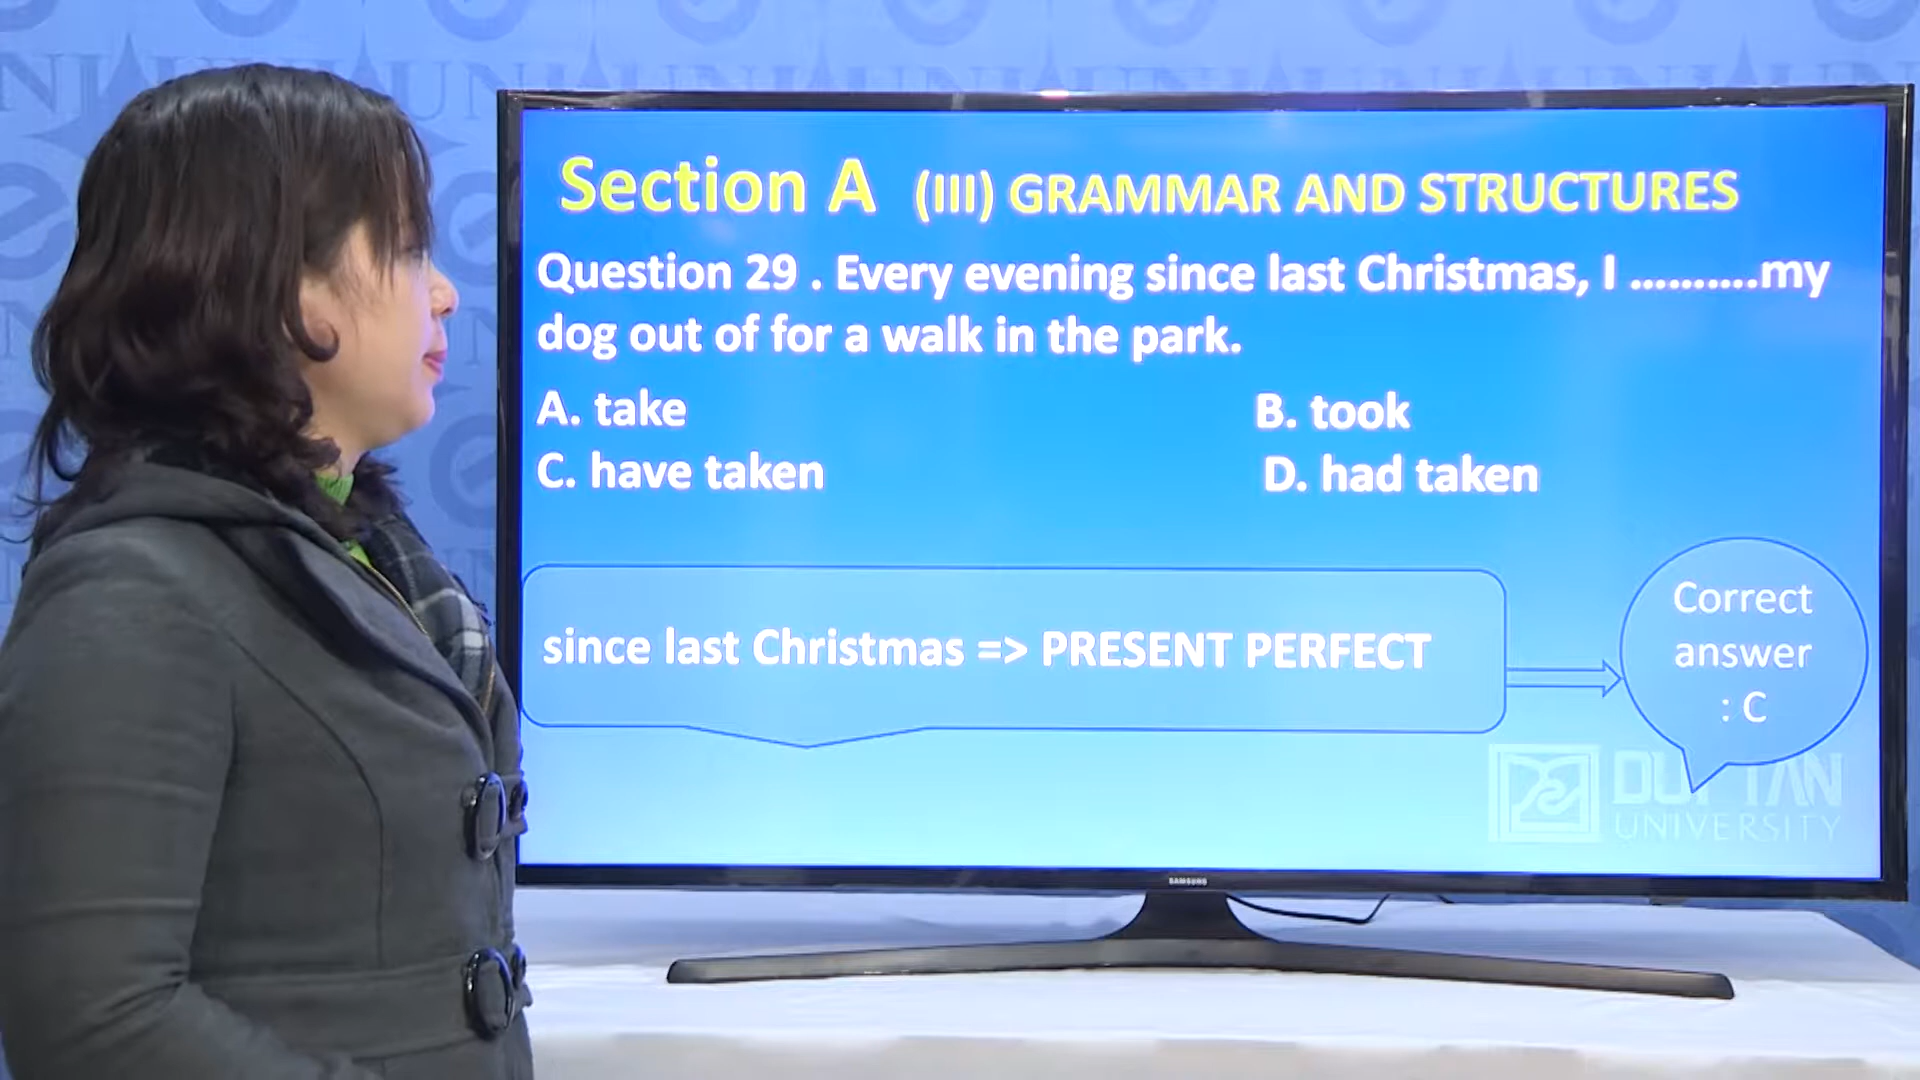 Section A (III) GRAMMAR AND STRUCTURES
Question 29 . Every evening since last Christmas, I ...........my
dog out of for a walk in the park.
A. take
B. took
C. have taken
D. had taken
since last Christmas => PRESENT PERFECT
Correct
answer
: C
UNIVERSITY
SAMSUNG